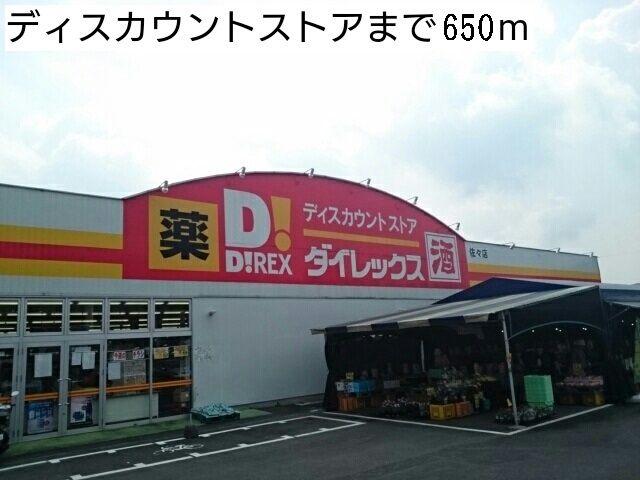 ディスカウントストアまで650m
薬
D!
D!REX
ディスカウントストア
ダイレックス
酒
佐々店